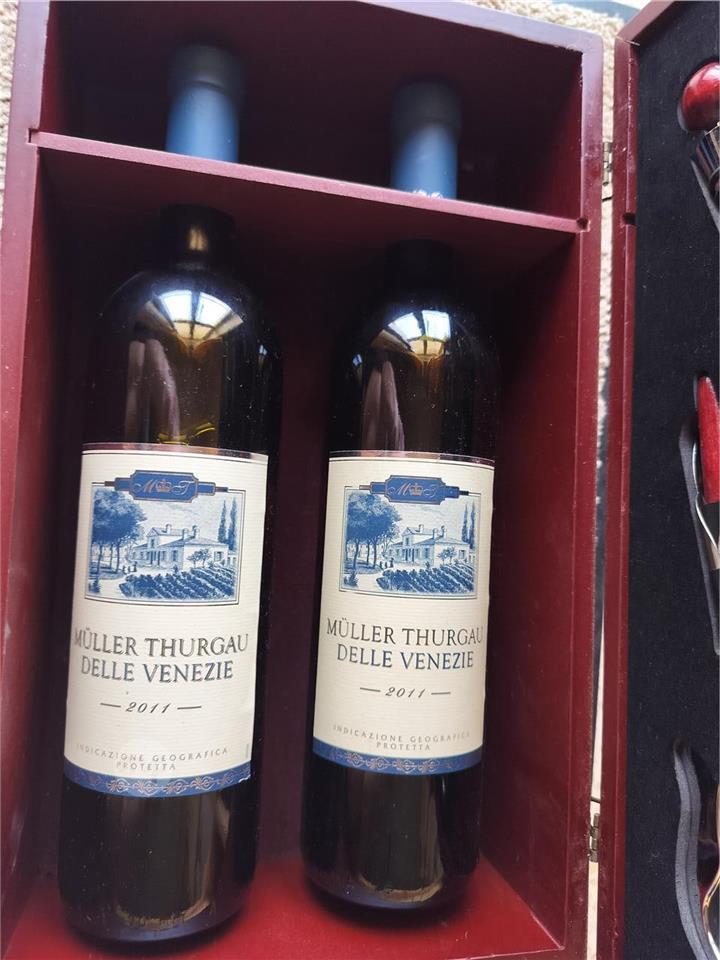 M T
MÜLLER THURGAU
DELLE VENEZIE
2011
INDICAZIONE GEOGRAFICA
PROTETTA
M T
MÜLLER THURGAU
DELLE VENEZIE
2011
INDICAZIONE GEOGRAFICA
PROTETTA